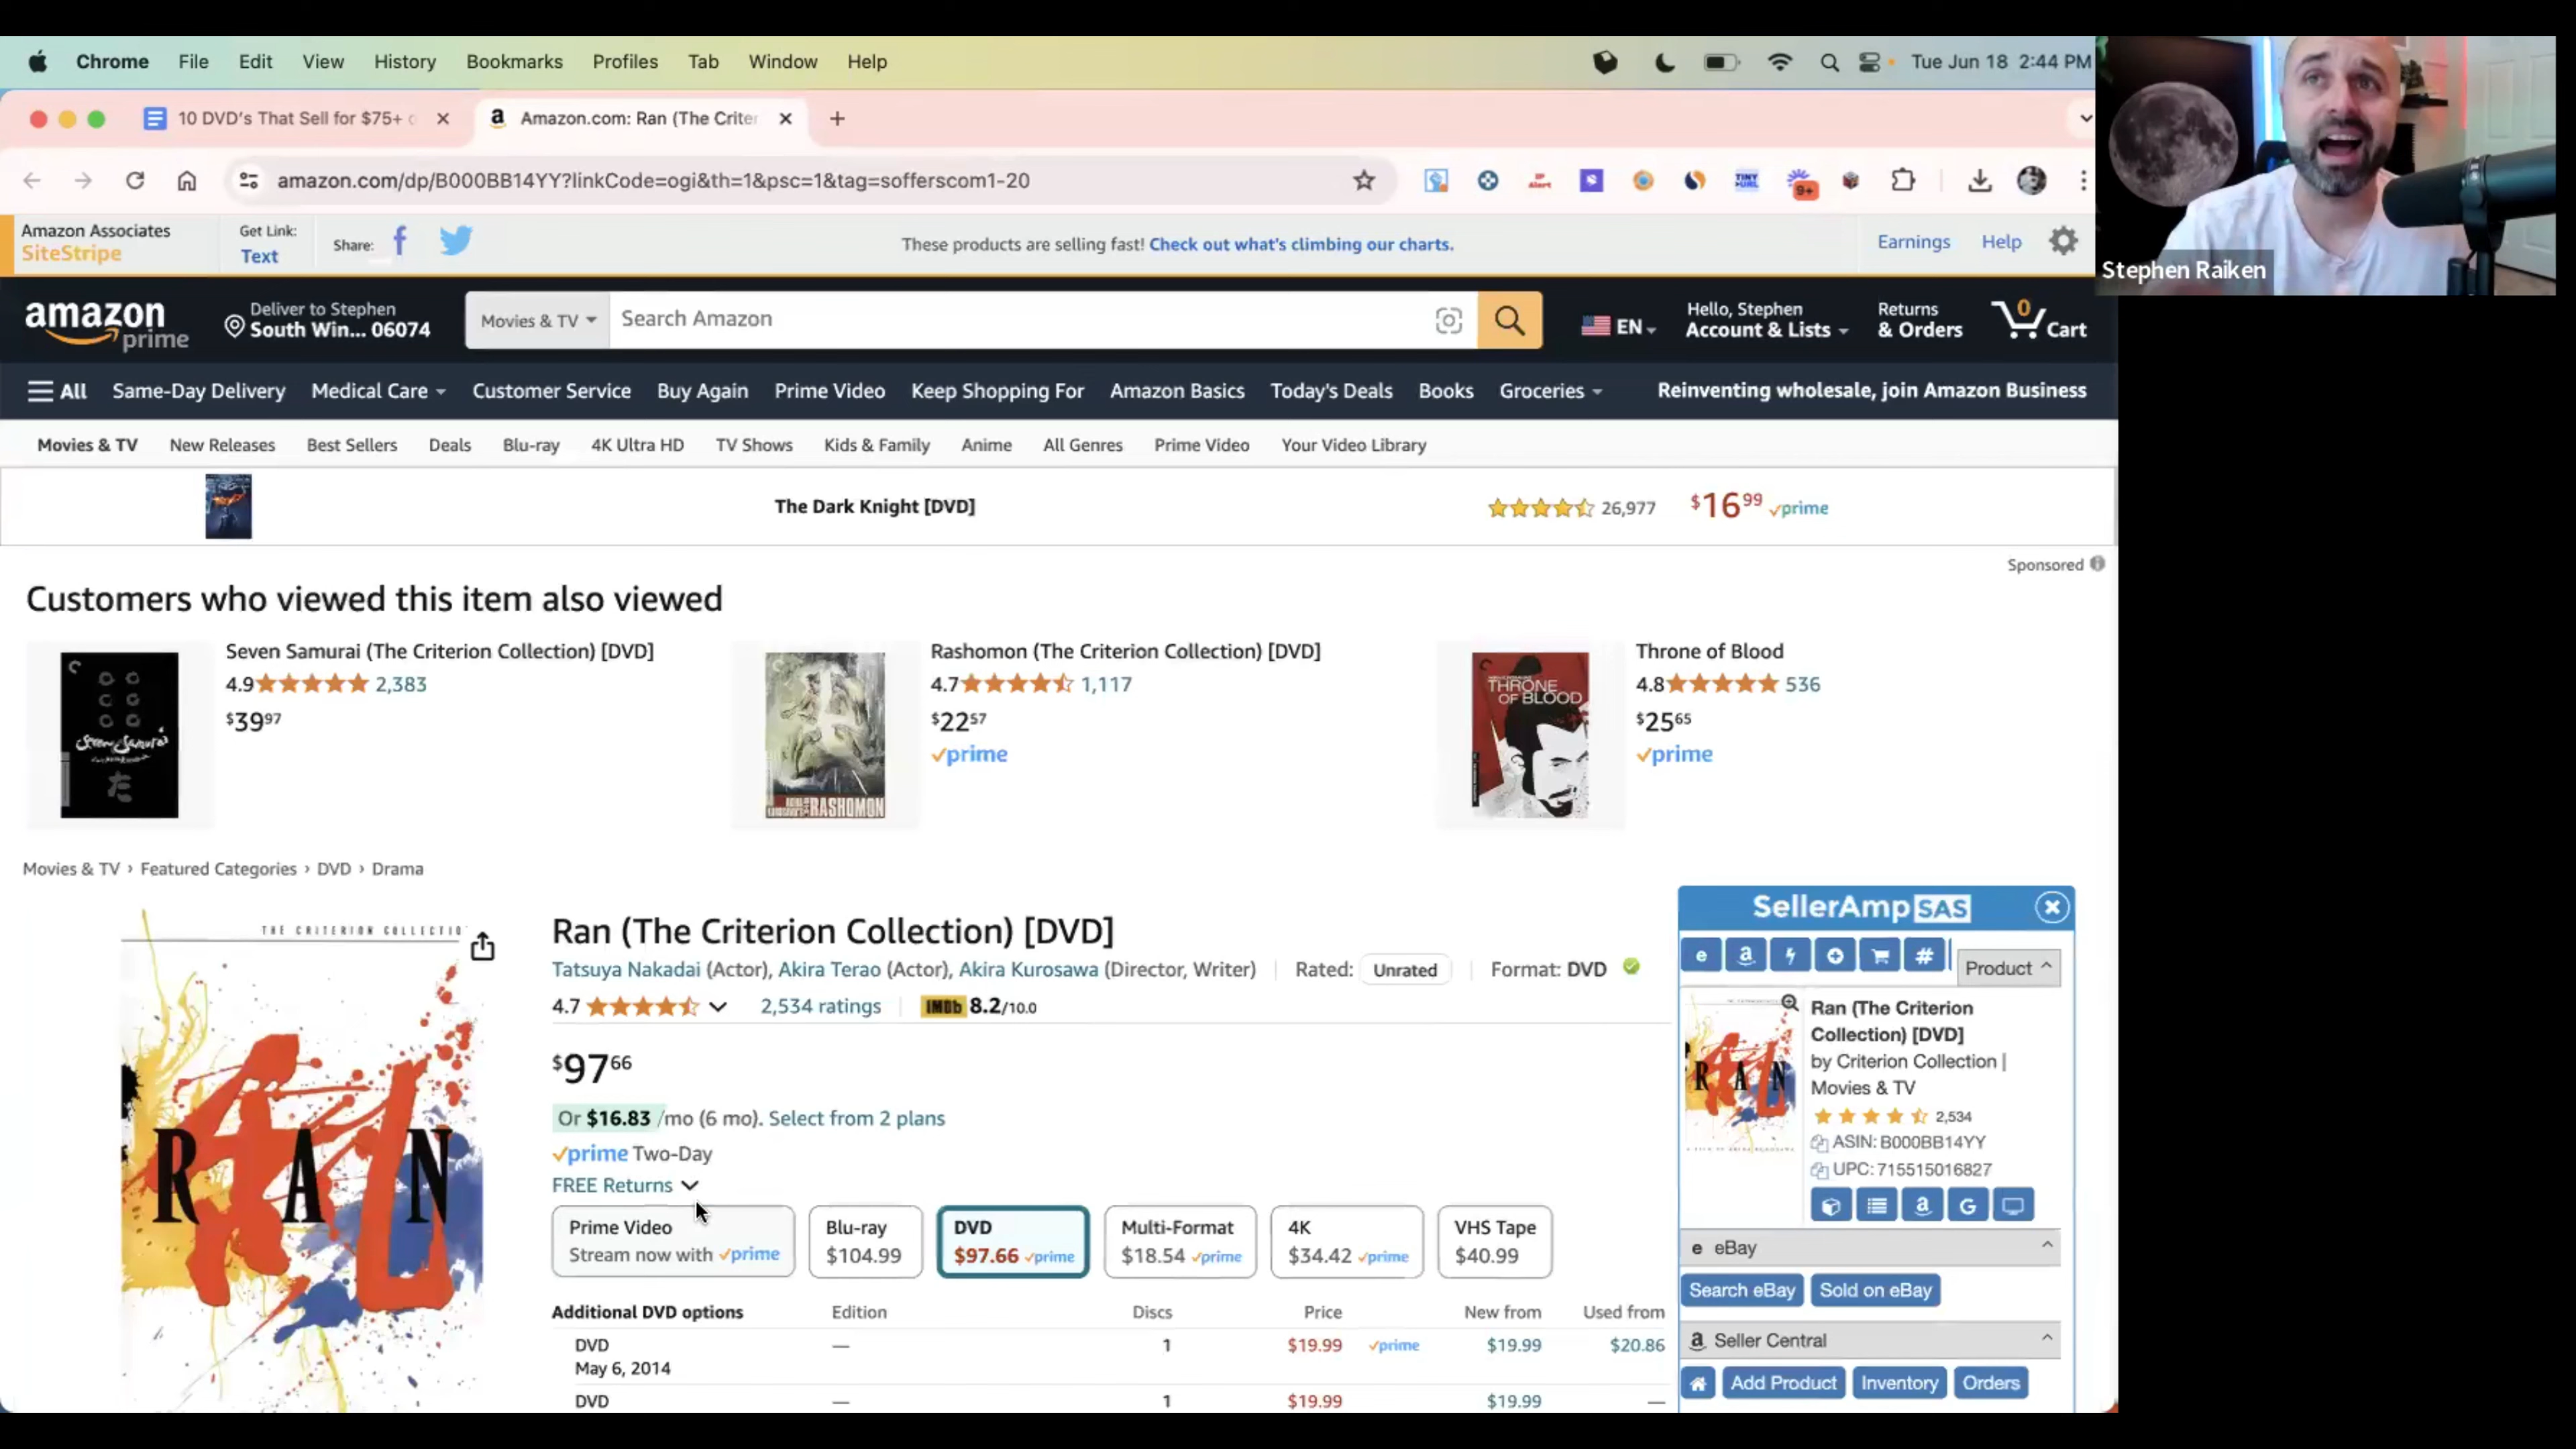 Chrome File Edit View History Bookmarks Profiles Tab Window Help Tue Jun 18 2:44 PM
10 DVD's That Sell for $75+
Amazon.com: Ran (The Criter
amazon.com/dp/B000BB14YY?linkCode=ogi&th=1&psc=1&tag=sofferscom1-20
Alert
TINY URL
9+
Stephen Raiken
Amazon Associates
SiteStripe
Get Link:
Text
Share:
These products are selling fast! Check out what's climbing our charts.
Earnings Help
amazon prime
Deliver to Stephen
South Win... 06074
Movies & TV
Search Amazon
EN
Hello, Stephen
Account & Lists
Returns
& Orders
0
Cart
All Same-Day Delivery Medical Care Customer Service Buy Again Prime Video Keep Shopping For Amazon Basics Today's Deals Books Groceries Reinventing wholesale, join Amazon Business
Movies & TV New Releases Best Sellers Deals Blu-ray 4K Ultra HD TV Shows Kids & Family Anime All Genres Prime Video Your Video Library
The Dark Knight [DVD] 26,977 $16 99 prime
Sponsored
Customers who viewed this item also viewed
Seven Samurai (The Criterion Collection) [DVD]
4.9 2,383
$39 97
Seven Samurai
Rashomon (The Criterion Collection) [DVD]
4.7 1,117
$22 57
prime
RASHOMON
Throne of Blood
4.8 536
$25 65
prime
THRONE
OF BLOOD
Movies & TV › Featured Categories › DVD › Drama
THE CRITERION COLLECTIO
RAN
Ran (The Criterion Collection) [DVD]
Tatsuya Nakadai (Actor), Akira Terao (Actor), Akira Kurosawa (Director, Writer) Rated: Unrated Format: DVD
4.7 2,534 ratings IMDb 8.2/10.0
$97 66
Or $16.83 /mo (6 mo). Select from 2 plans
prime Two-Day
FREE Returns
Prime Video
Stream now with prime
Blu-ray
$104.99
DVD
$97.66 prime
Multi-Format
$18.54 prime
4K
$34.42 prime
VHS Tape
$40.99
Additional DVD options Edition Discs Price New from Used from
DVD — 1 $19.99 prime $19.99 $20.86
May 6, 2014
DVD — 1 $19.99 $19.99 —
SellerAmp SAS
Product
RAN
Ran (The Criterion
Collection) [DVD]
by Criterion Collection |
Movies & TV
2,534
ASIN: B000BB14YY
UPC: 715515016827
eBay
Search eBay Sold on eBay
Seller Central
Add Product Inventory Orders